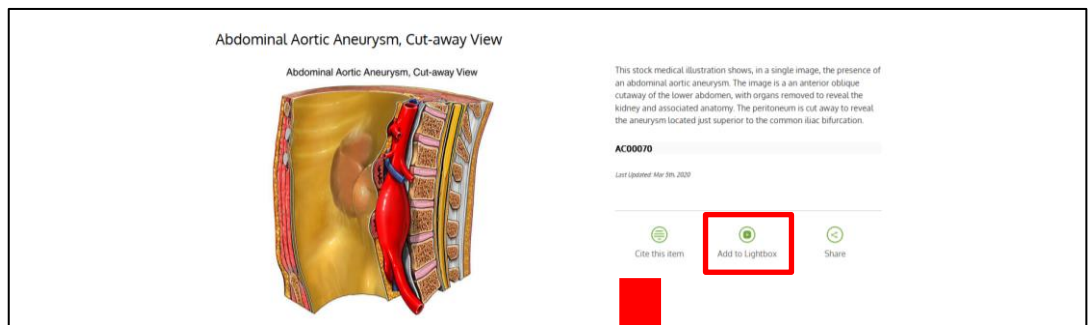 Abdominal Aortic Aneurysm, Cut-away View
Abdominal Aortic Aneurysm, Cut-away View
This stock medical illustration shows, in a single image, the presence of
an abdominal aortic aneurysm. The image is a an anterior oblique
cutaway of the lower abdomen, with organs removed to reveal the
kidney and associated anatomy. The peritoneum is cut away to reveal
the aneurysm located just superior to the common iliac bifurcation.
AC00070
Last Updated: Mar 5th, 2020
Cite this item
Add to Lightbox
Share